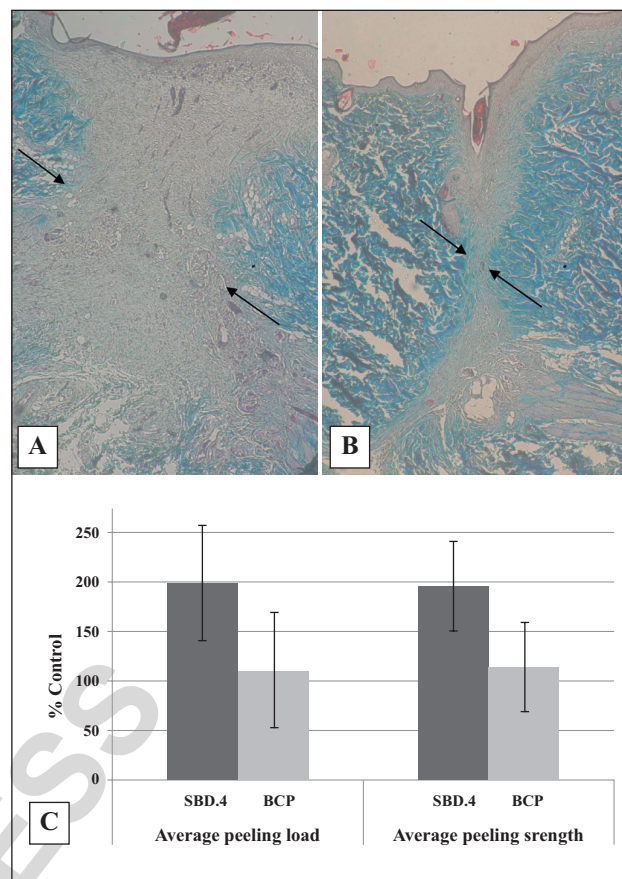 A
B
250
200
150
100
50
0
% Control
SBD.4 BCP SBD.4 BCP
Average peeling load Average peeling srength
C
ESS